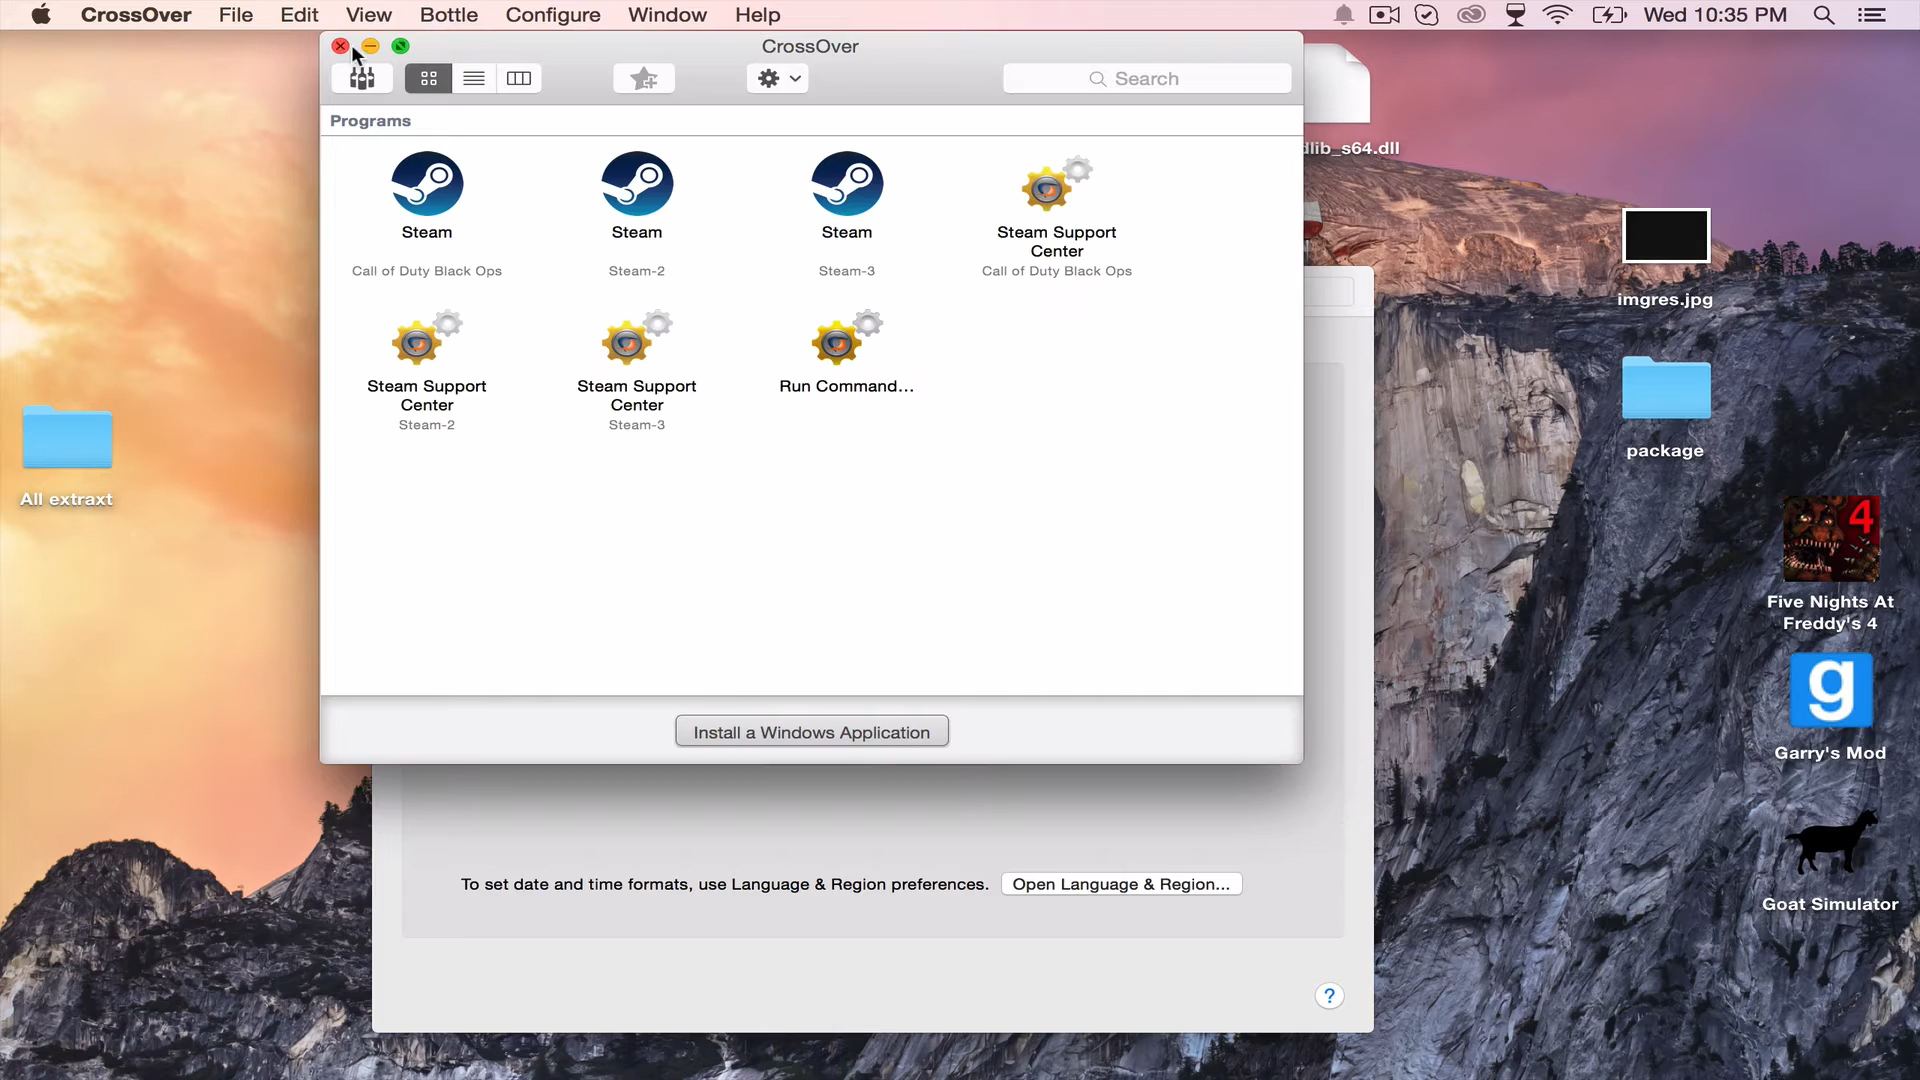 CrossOver File Edit View Bottle Configure Window Help Wed 10:35 PM
CrossOver
Search
Programs
Steam Steam Steam Steam Support
Center
Call of Duty Black Ops Steam-2 Steam-3 Call of Duty Black Ops
Steam Support Steam Support Run Command...
Center Center
Steam-2 Steam-3
Install a Windows Application
To set date and time formats, use Language & Region preferences. Open Language & Region...
?
All extraxt
dlib_s64.dll
imgres.jpg
package
4
Five Nights At
Freddy's 4
g
Garry's Mod
Goat Simulator